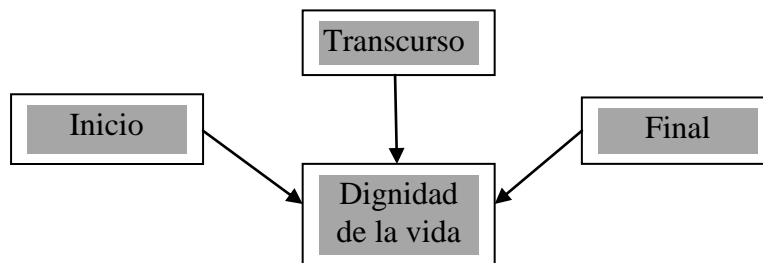 Transcurso
Inicio
Final
Dignidad
de la vida